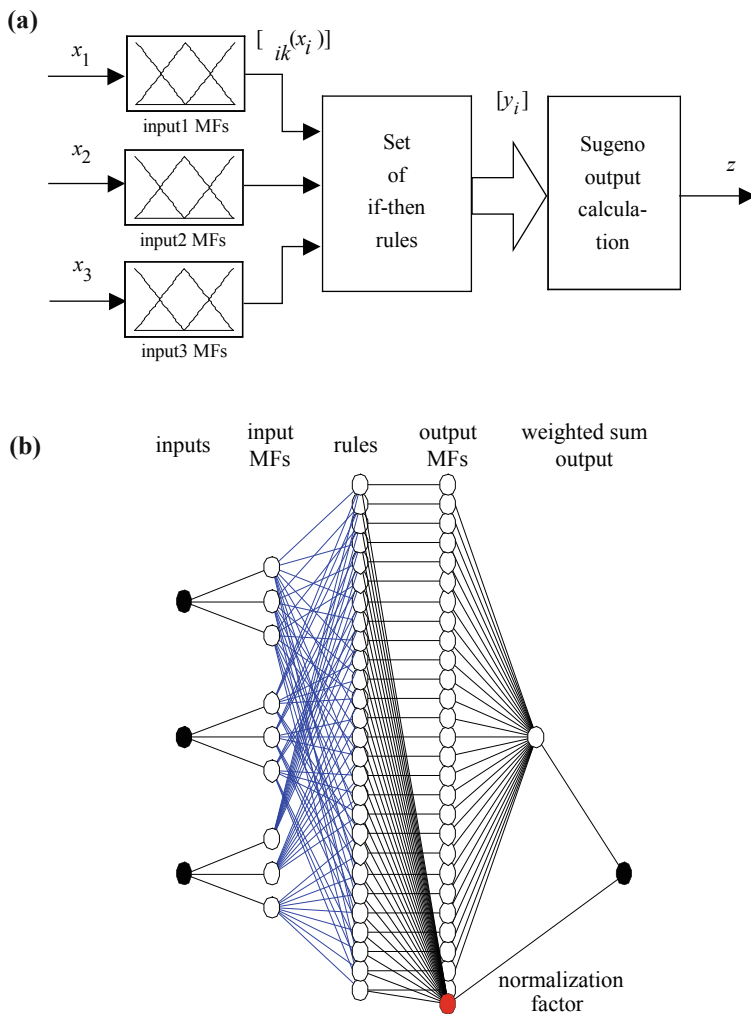 (a)
x1
[ ik(xi)]
input1 MFs
x2
input2 MFs
x3
input3 MFs
Set
of
if-then
rules
[yi]
Sugeno
output
calcula-
tion
z
(b)
inputs
input
MFs
rules
output
MFs
weighted sum
output
normalization
factor